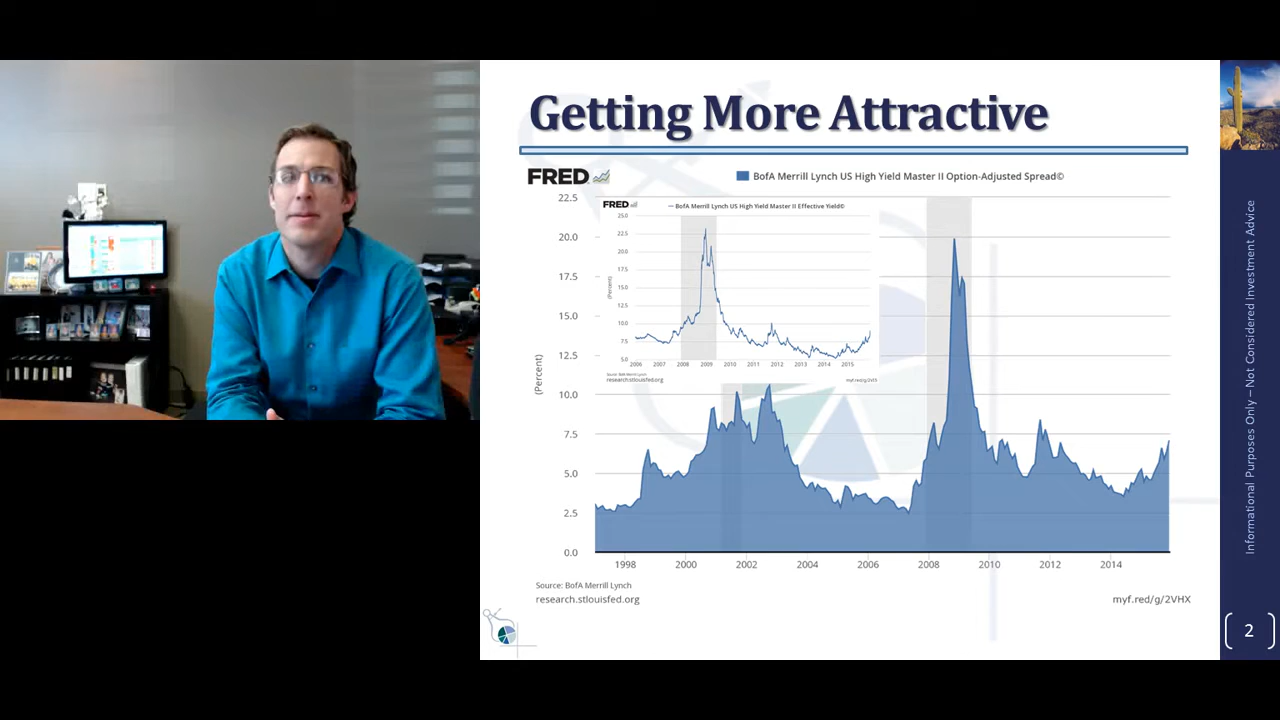 Getting More Attractive
FRED
BofA Merrill Lynch US High Yield Master II Option-Adjusted Spread©
22.5
20.0
17.5
15.0
12.5
10.0
7.5
5.0
2.5
0.0
(Percent)
FRED
— BofA Merrill Lynch US High Yield Master II Effective Yield©
25.0
22.5
20.0
17.5
15.0
12.5
10.0
7.5
5.0
(Percent)
2006 2007 2008 2009 2010 2011 2012 2013 2014 2015
Source: BofA Merrill Lynch
research.stlouisfed.org
1998 2000 2002 2004 2006 2008 2010 2012 2014
Source: BofA Merrill Lynch
research.stlouisfed.org
myf.red/g/2VHX
Informational Purposes Only – Not Considered Investment Advice
2